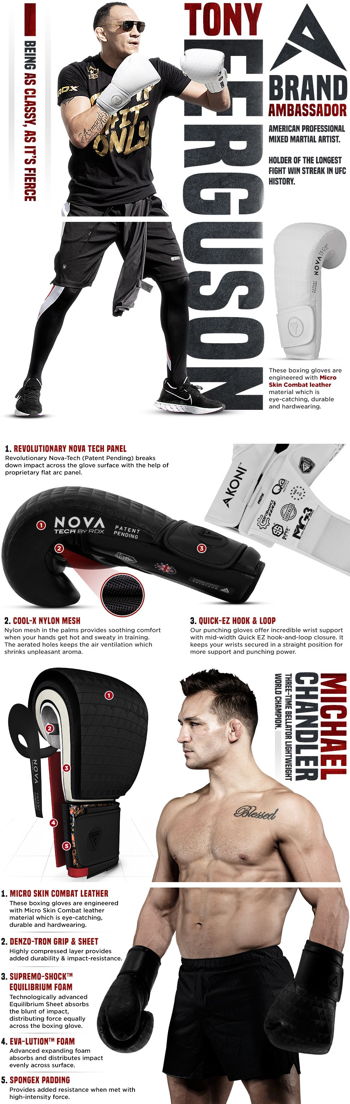 BEING AS CLASSY, AS IT'S FIERCE
TONY
FERGUSON
BRAND
AMBASSADOR
AMERICAN PROFESSIONAL
MIXED MARTIAL ARTIST.
HOLDER OF THE LONGEST
FIGHT WIN STREAK IN UFC
HISTORY.
ONLY
NOVA
These boxing gloves are
engineered with Micro
Skin Combat leather
material which is
eye-catching, durable
and hardwearing.
1. REVOLUTIONARY NOVA TECH PANEL
Revolutionary Nova-Tech (Patent Pending) breaks
down impact across the glove surface with the help of
proprietary flat arc panel.
AKONI
MG3
1
NOVA
TECH BY RDX
PATENT
PENDING
2
3
2. COOL-X NYLON MESH
Nylon mesh in the palms provides soothing comfort
when your hands get hot and sweaty in training.
The aerated holes keeps the air ventilation which
shrinks unpleasant aroma.
3. QUICK-EZ HOOK & LOOP
Our punching gloves offer incredible wrist support
with mid-width Quick EZ hook-and-loop closure. It
keeps your wrists secured in a straight position for
more support and punching power.
1
2
3
4
5
NOVA
MICHAEL
CHANDLER
THREE-TIME BELLATOR LIGHTWEIGHT
WORLD CHAMPION.
Blessed
1. MICRO SKIN COMBAT LEATHER
These boxing gloves are engineered
with Micro Skin Combat leather
material which is eye-catching,
durable and hardwearing.
2. DENZO-TRON GRIP & SHEET
Highly compressed layer provides
added durability & impact-resistance.
3. SUPREMO-SHOCK™
EQUILIBRIUM FOAM
Technologically advanced
Equilibrium Sheet absorbs
the blunt of impact,
distributing force equally
across the boxing glove.
4. EVA-LUTION™ FOAM
Advanced expanding foam
absorbs and distributes impact
evenly across surface.
5. SPONGEX PADDING
Provides added resistance when met with
high-intensity force.